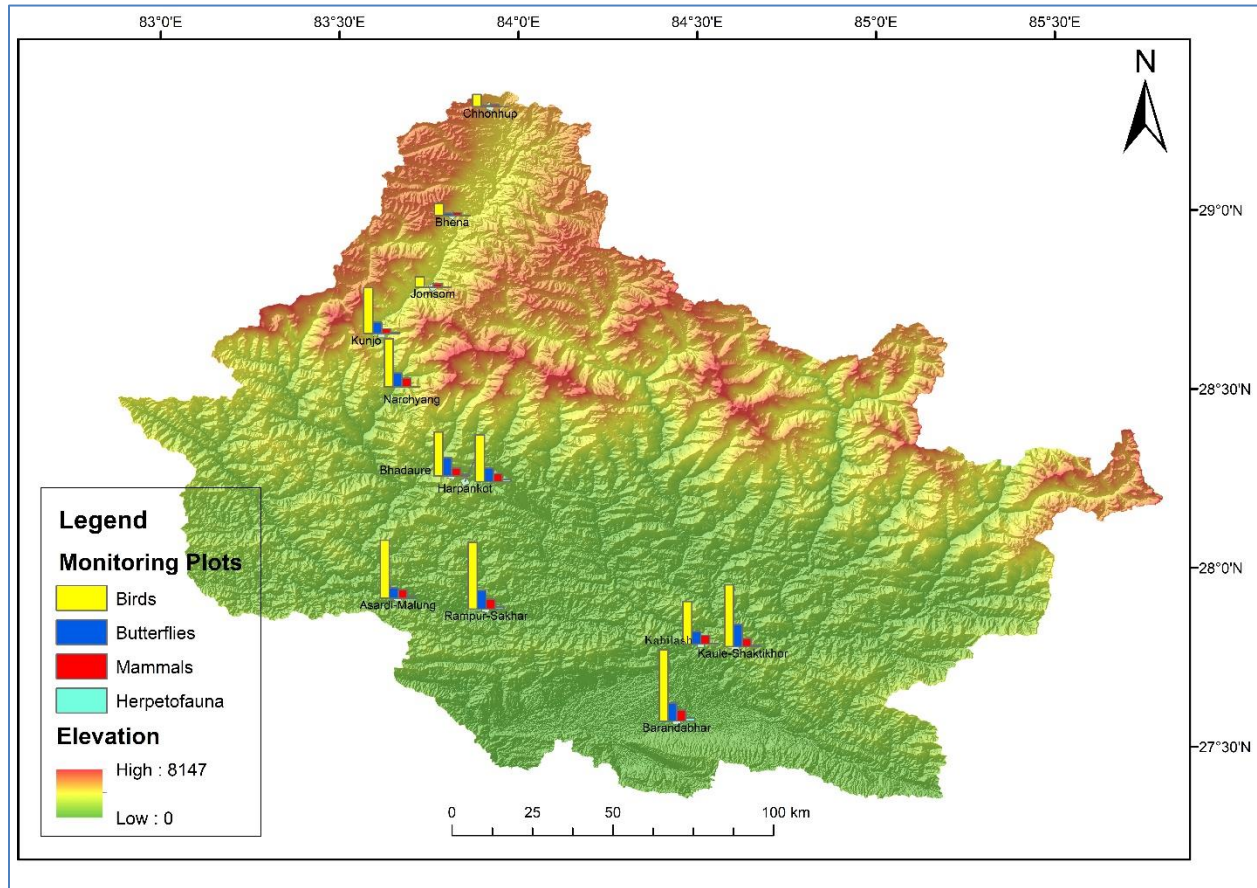 83°0'E 83°30'E 84°0'E 84°30'E 85°0'E 85°30'E
N
Chhonhup
29°0'N
Bhena
Jomsom
Kunjo
Narchyang
28°30'N
Bhadaure
Harpankot
Legend
Monitoring Plots
Birds
Butterflies
Mammals
Herpetofauna
Elevation
High : 8147
Low : 0
28°0'N
Asardi-Malung
Rampur-Sakhar
Kabilash
Kaule-Shaktikhor
Barandabhar
27°30'N
0 25 50 100 km